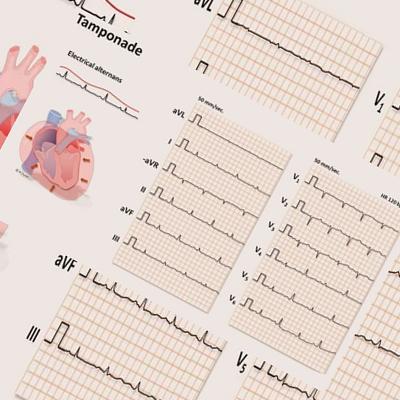 Tamponade
Electrical alternans
aVL
V1
50 mm/sec.
aVL
I
-aVR
II
aVF
III
50 mm/sec.
V1
V2
V3
V4
V5
V6
aVF
III
V5